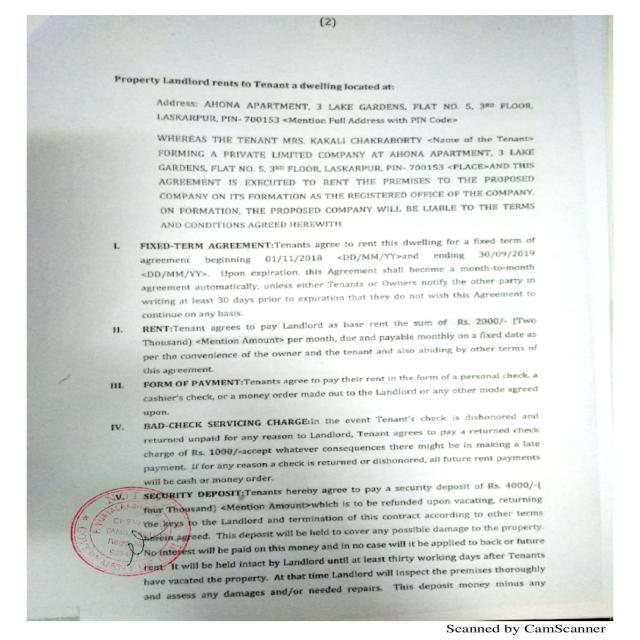 (2)
Property Landlord rents to Tenant a dwelling located at:
Address: AHONA APARTMENT, 3 LAKE GARDENS, FLAT NO. 5, 3RD FLOOR,
LASKARPUR, PIN- 700153 <Mention Full Address with PIN Code>
WHEREAS THE TENANT MRS. KAKALI CHAKRABORTY <Name of the Tenant>
FORMING A PRIVATE LIMITED COMPANY AT AHONA APARTMENT, 3 LAKE
GARDENS, FLAT NO. 5, 3RD FLOOR, LASKARPUR, PIN- 700153 <PLACE>AND THIS
AGREEMENT IS EXECUTED TO RENT THE PREMISES TO THE PROPOSED
COMPANY ON ITS FORMATION AS THE REGISTERED OFFICE OF THE COMPANY.
ON FORMATION, THE PROPOSED COMPANY WILL BE LIABLE TO THE TERMS
AND CONDITIONS AGREED HEREWITH.
I. FIXED-TERM AGREEMENT:Tenants agree to rent this dwelling for a fixed term of
agreement beginning 01/11/2018 <DD/MM/YY>and ending 30/09/2019
<DD/MM/YY>. Upon expiration, this Agreement shall become a month-to-month
agreement automatically, unless either Tenants or Owners notify the other party in
writing at least 30 days prior to expiration that they do not wish this Agreement to
continue on any basis.
II. RENT:Tenant agrees to pay Landlord as base rent the sum of Rs. 2000/- (Two
Thousand) <Mention Amount> per month, due and payable monthly on a fixed date as
per the convenience of the owner and the tenant and also abiding by other terms of
this agreement.
III. FORM OF PAYMENT:Tenants agree to pay their rent in the form of a personal check, a
cashier's check, or a money order made out to the Landlord or any other mode agreed
upon.
IV. BAD-CHECK SERVICING CHARGE:in the event Tenant's check is dishonored and
returned unpaid for any reason to Landlord, Tenant agrees to pay a returned check
charge of Rs. 1000/-accept whatever consequences there might be in making a late
payment. If for any reason a check is returned or dishonored, all future rent payments
will be cash or money order.
V. SECURITY DEPOSIT:Tenants hereby agree to pay a security deposit of Rs. 4000/-(
four Thousand) <Mention Amount>which is to be refunded upon vacating, returning
the keys to the Landlord and termination of this contract according to other terms
herein agreed. This deposit will be held to cover any possible damage to the property.
No interest will be paid on this money and in no case will it be applied to back or future
rent. It will be held intact by Landlord until at least thirty working days after Tenants
have vacated the property. At that time Landlord will inspect the premises thoroughly
and assess any damages and/or needed repairs. This deposit money minus any
Scanned by CamScanner